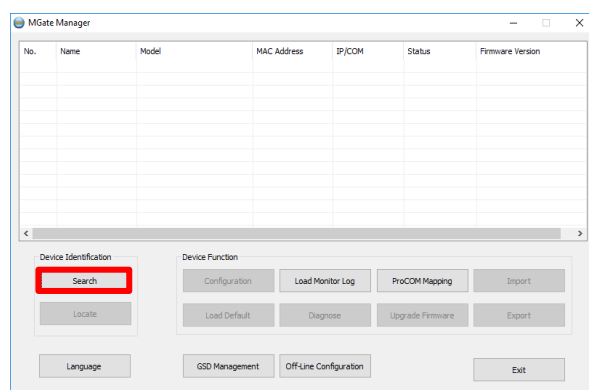 MGate Manager
No. Name Model MAC Address IP/COM Status Firmware Version
Device Identification Device Function
Search Configuration Load Monitor Log ProCOM Mapping Import
Locate Load Default Diagnose Upgrade Firmware Export
Language GSD Management Off-Line Configuration Exit